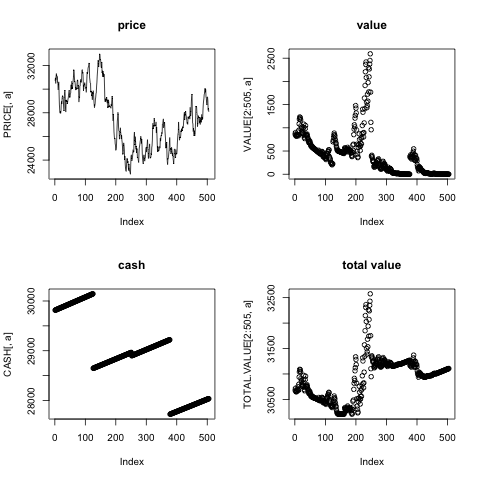 price
PRICE[, a]
24000 28000 32000
0 100 200 300 400 500
Index
value
VALUE[2:505, a]
0 500 1500 2500
0 100 200 300 400 500
Index
cash
CASH[, a]
28000 29000 30000
0 100 200 300 400 500
Index
total value
TOTAL.VALUE[2:505, a]
30500 31500 32500
0 100 200 300 400 500
Index